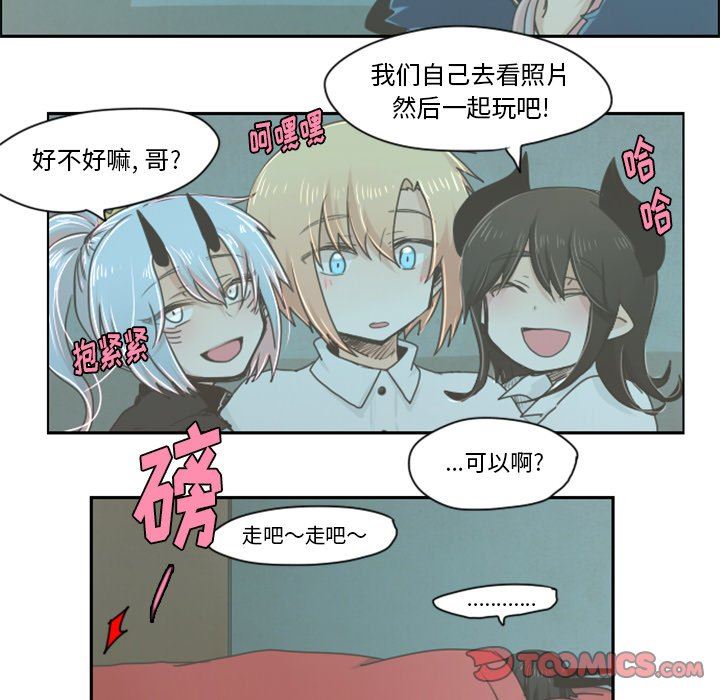 我们自己去看照片
然后一起玩吧!
呵嘿嘿
好不好嘛, 哥?
哈
哈
抱紧紧
...可以啊?
磅
走吧～走吧～
............
TOOMICS.COM